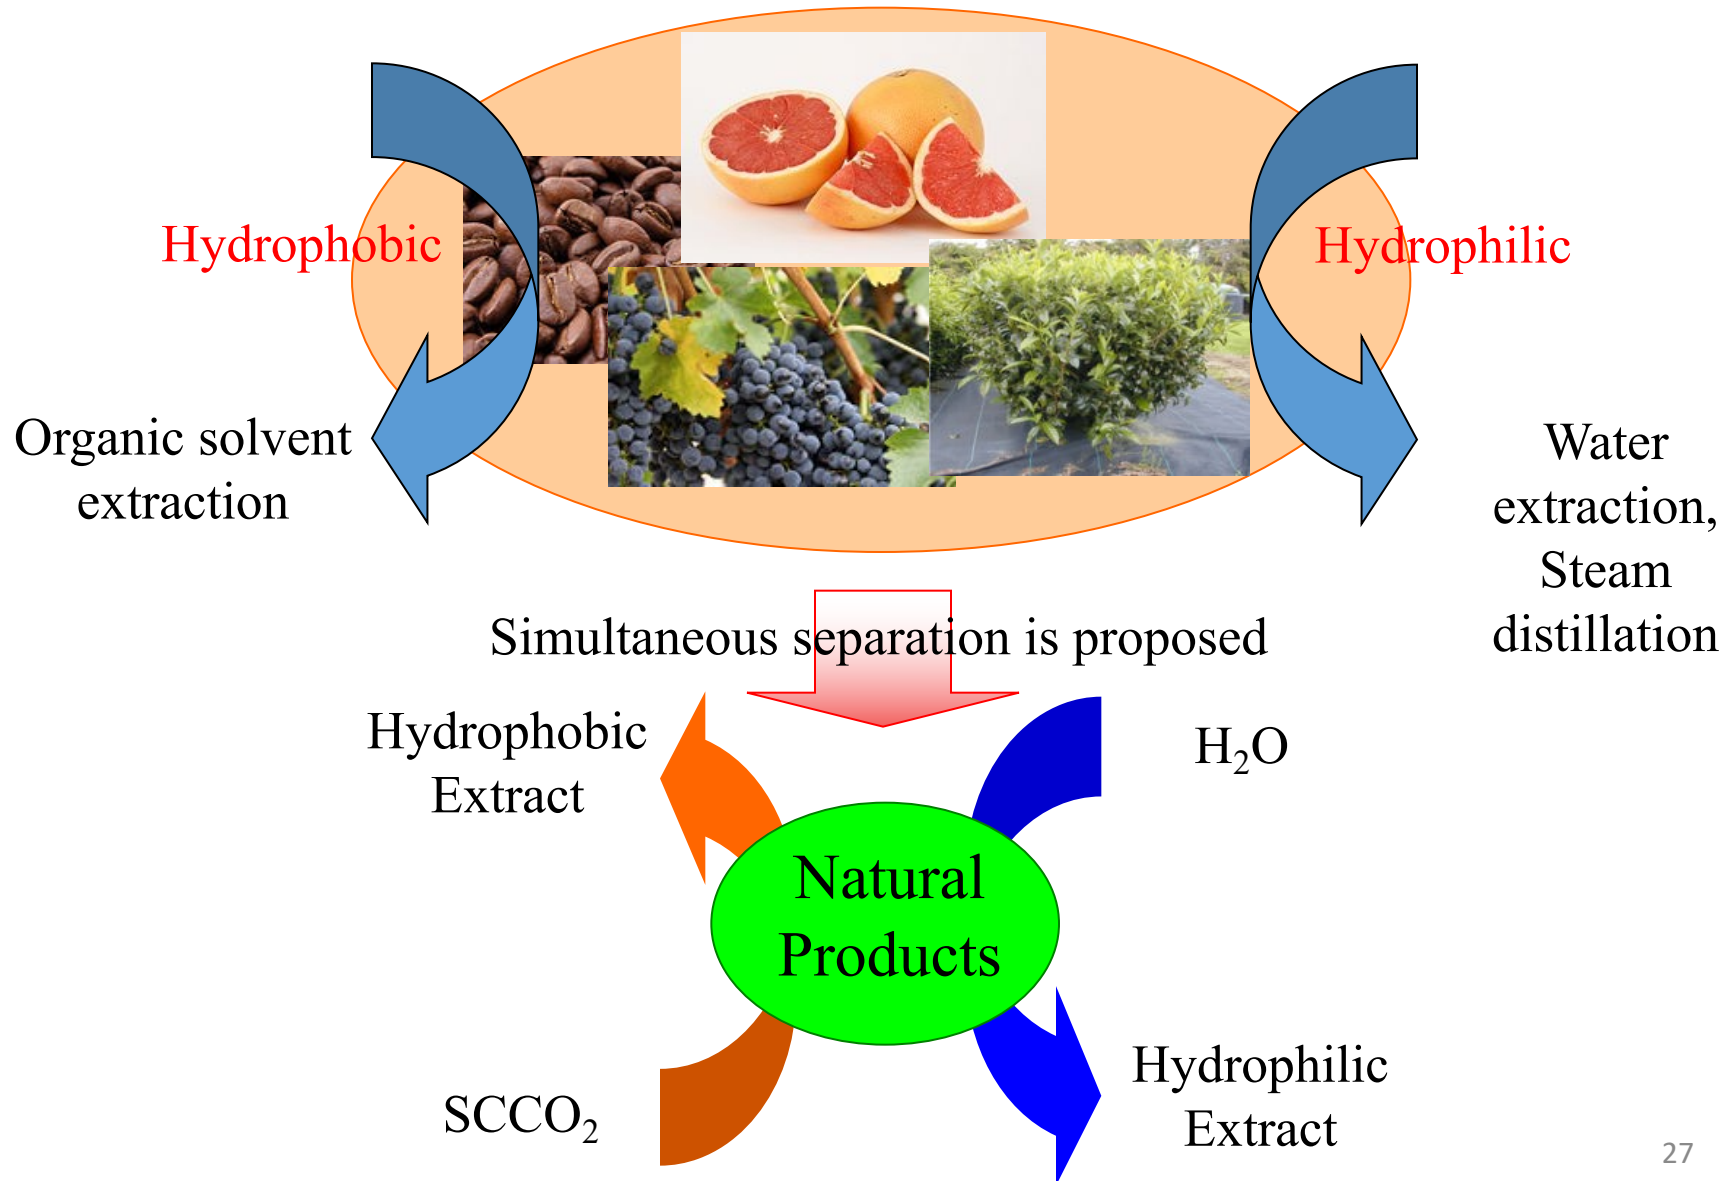 Hydrophobic
Hydrophilic
Organic solvent
extraction
Water
extraction,
Steam
distillation
Simultaneous separation is proposed
Hydrophobic
Extract
H₂O
Natural
Products
SCCO₂
Hydrophilic
Extract
27